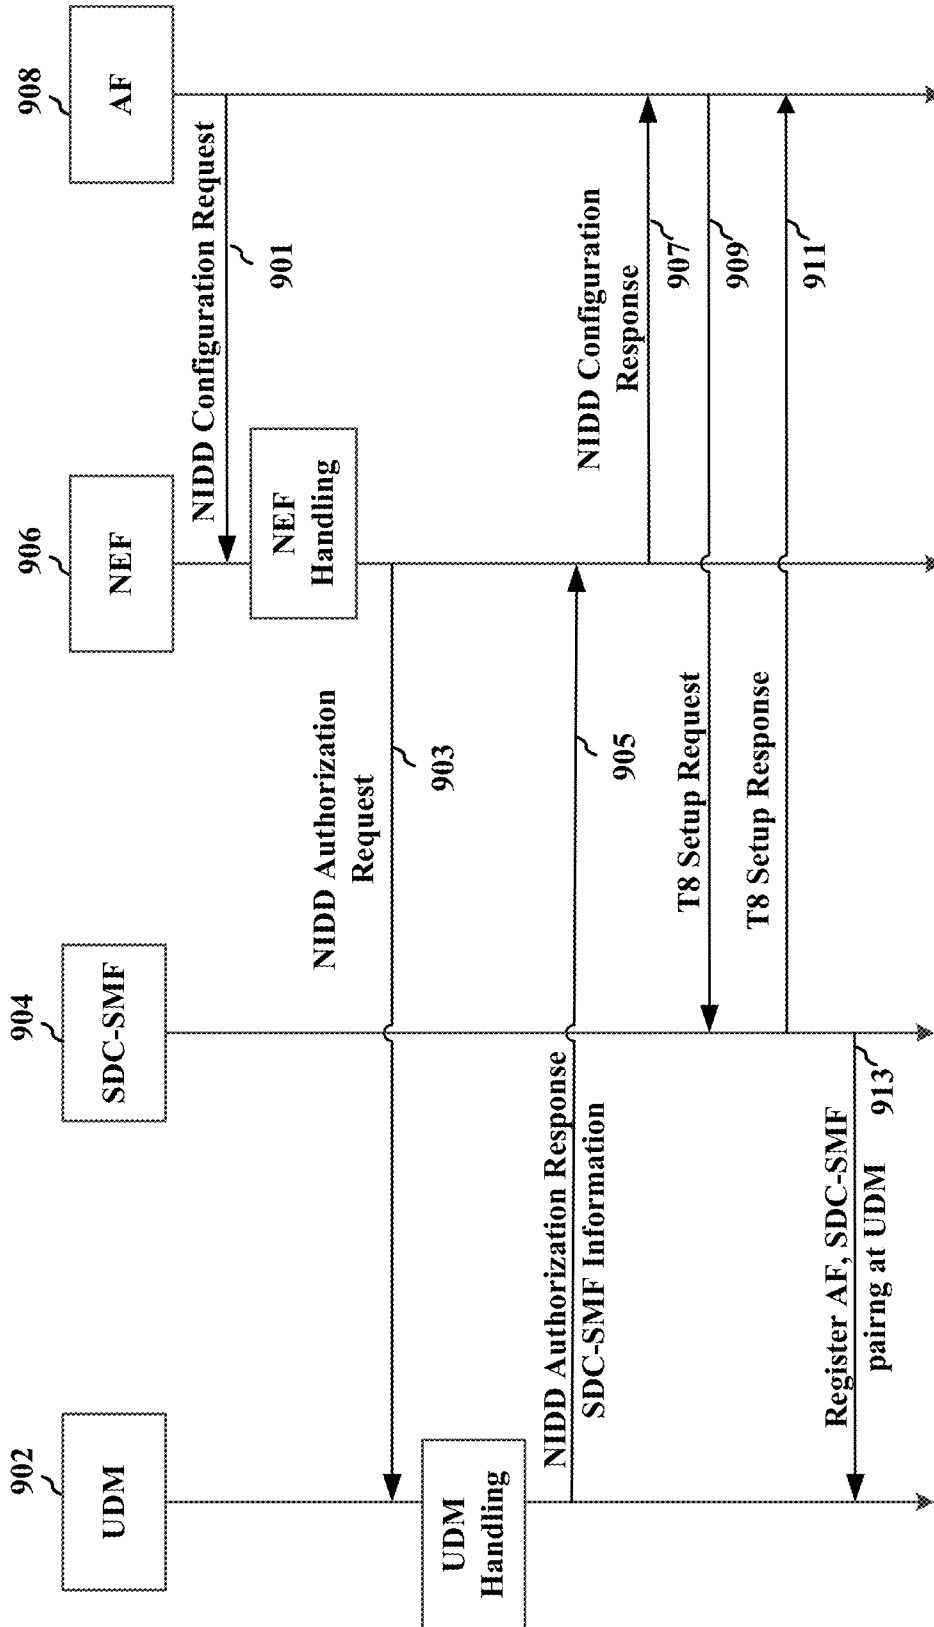 902
UDM
904
SDC-SMF
906
NEF
908
AF
NIDD Configuration Request
901
NEF
Handling
NIDD Authorization
Request
903
UDM
Handling
NIDD Authorization Response
SDC-SMF Information
905
NIDD Configuration
Response
907
T8 Setup Request
909
T8 Setup Response
911
Register AF, SDC-SMF
pairng at UDM
913